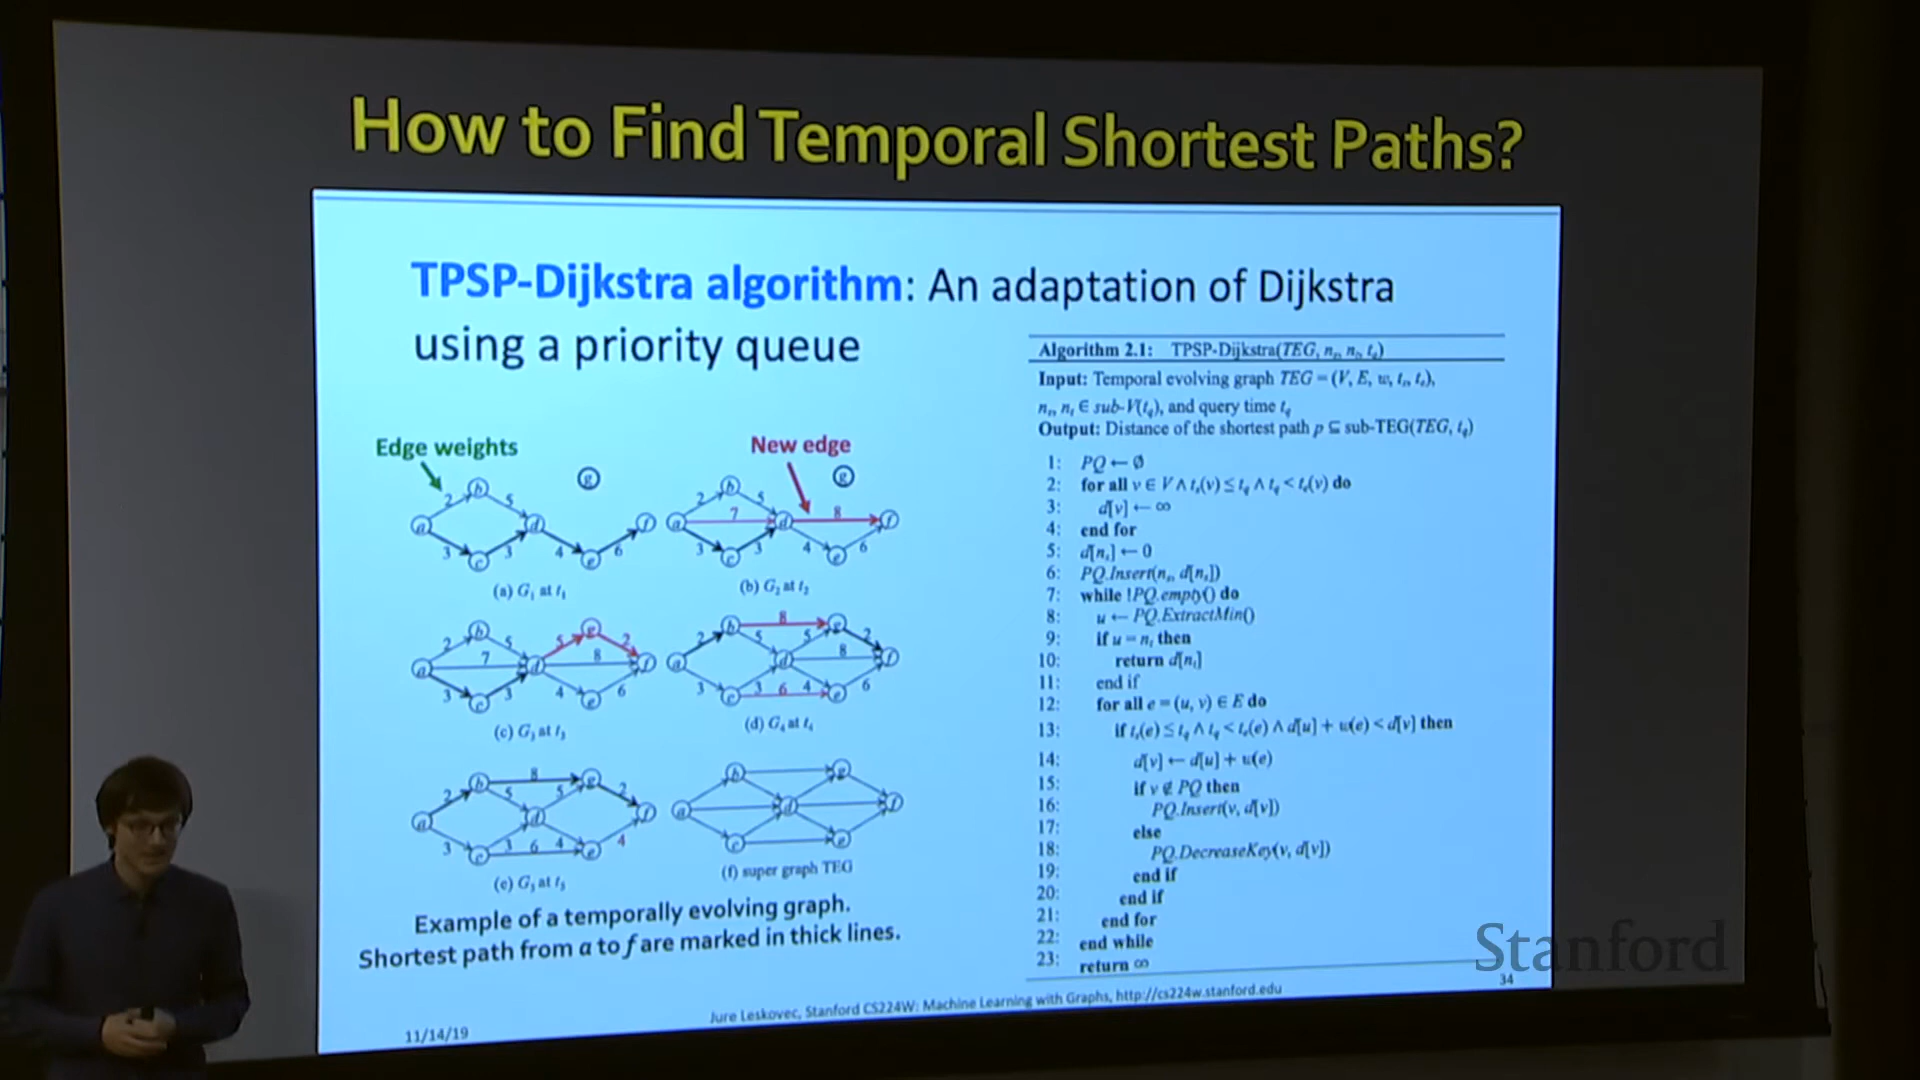 How to Find Temporal Shortest Paths?
TPSP-Dijkstra algorithm: An adaptation of Dijkstra
using a priority queue
Edge weights
New edge
(a) G₁ at t₁
(b) G₂ at t₂
(c) G₃ at t₃
(d) G₄ at t₄
(e) G₅ at t₅
(f) super graph TEG
Example of a temporally evolving graph.
Shortest path from a to f are marked in thick lines.
Algorithm 2.1: TPSP-Dijkstra(TEG, nₛ, nₜ, t_q)
Input: Temporal evolving graph TEG = (V, E, w, tₛ, tₑ),
nₛ, nₜ ∈ sub-V(t_q), and query time t_q
Output: Distance of the shortest path p ⊆ sub-TEG(TEG, t_q)
1: PQ ← Ø
2: for all v ∈ V ∧ tₛ(v) ≤ t_q ∧ t_q < tₑ(v) do
3: d[v] ← ∞
4: end for
5: d[nₛ] ← 0
6: PQ.Insert(nₛ, d[nₛ])
7: while !PQ.empty() do
8: u ← PQ.ExtractMin()
9: if u = nₜ then
10: return d[nₜ]
11: end if
12: for all e = (u, v) ∈ E do
13: if tₛ(e) ≤ t_q ∧ t_q < tₑ(e) ∧ d[u] + w(e) < d[v] then
14: d[v] ← d[u] + w(e)
15: if v ∉ PQ then
16: PQ.Insert(v, d[v])
17: else
18: PQ.DecreaseKey(v, d[v])
19: end if
20: end if
21: end for
22: end while
23: return ∞
Stanford
34
Jure Leskovec, Stanford CS224W: Machine Learning with Graphs, http://cs224w.stanford.edu
11/14/19